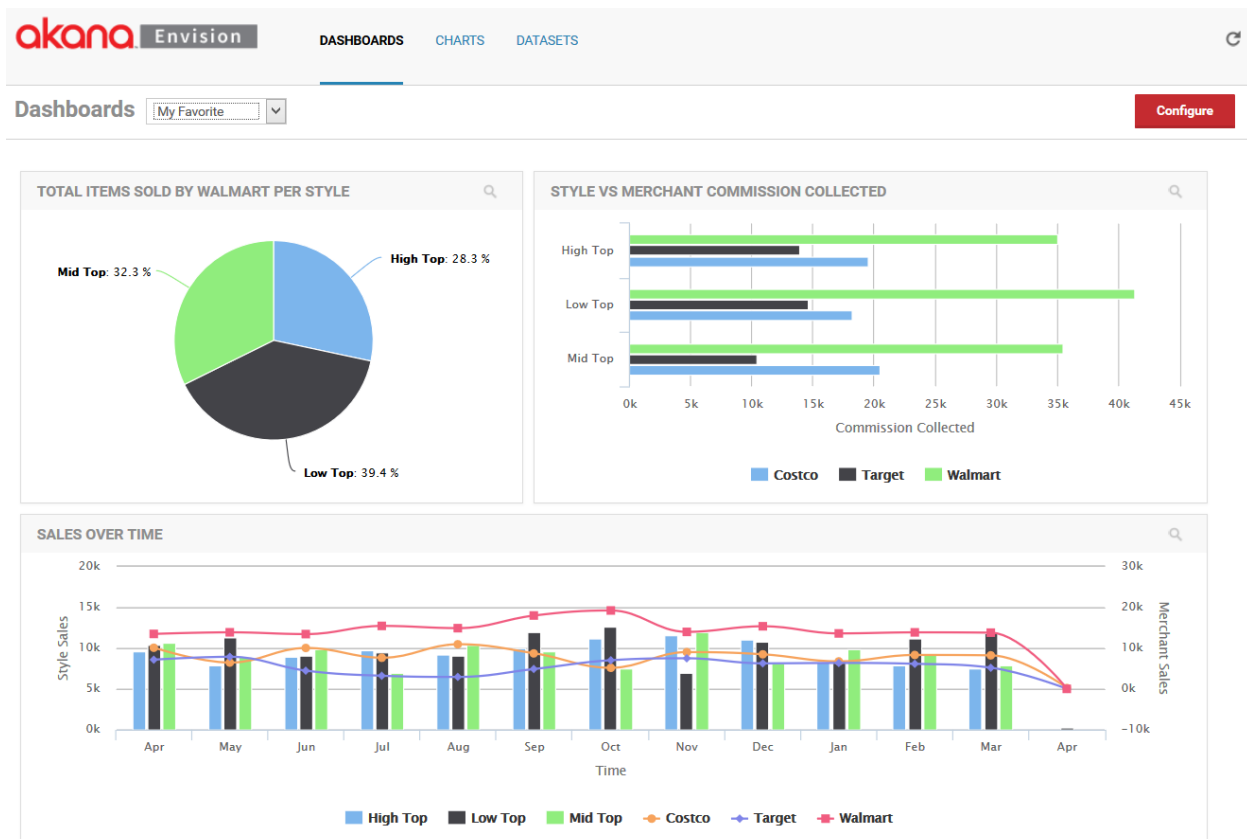 akana Envision
DASHBOARDS CHARTS DATASETS
Dashboards My Favorite
Configure
TOTAL ITEMS SOLD BY WALMART PER STYLE
Mid Top: 32.3 %
High Top: 28.3 %
Low Top: 39.4 %
STYLE VS MERCHANT COMMISSION COLLECTED
High Top
Low Top
Mid Top
0k 5k 10k 15k 20k 25k 30k 35k 40k 45k
Commission Collected
Costco Target Walmart
SALES OVER TIME
Style Sales
20k
15k
10k
5k
0k
30k
20k
10k
0k
-10k
Merchant Sales
Apr May Jun Jul Aug Sep Oct Nov Dec Jan Feb Mar Apr
Time
High Top Low Top Mid Top Costco Target Walmart